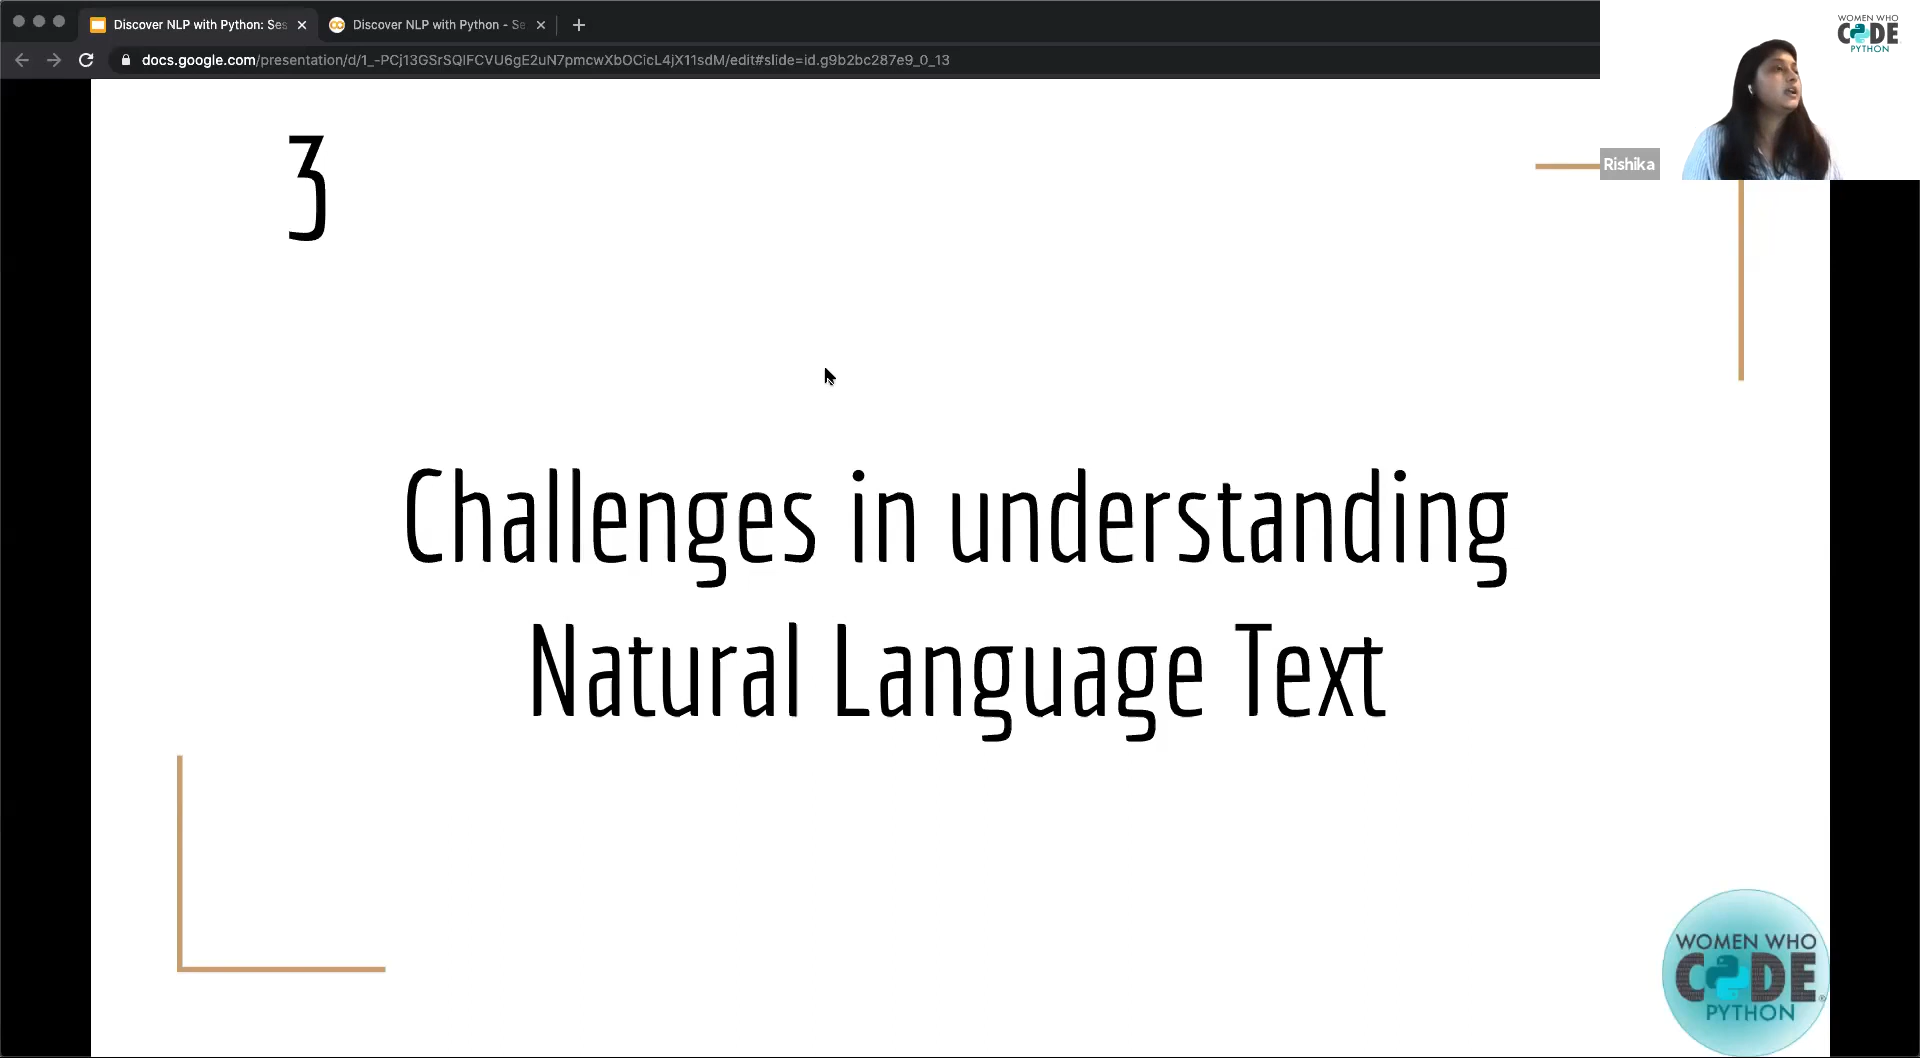 Discover NLP with Python: Ses
Discover NLP with Python - Se
docs.google.com/presentation/d/1_-PCj13GSrSQIFCVU6gE2uN7pmcwXbOCicL4jX11sdM/edit#slide=id.g9b2bc287e9_0_13
WOMEN WHO
CODE
PYTHON
Rishika
3
Challenges in understanding
Natural Language Text
WOMEN WHO
CODE®
PYTHON